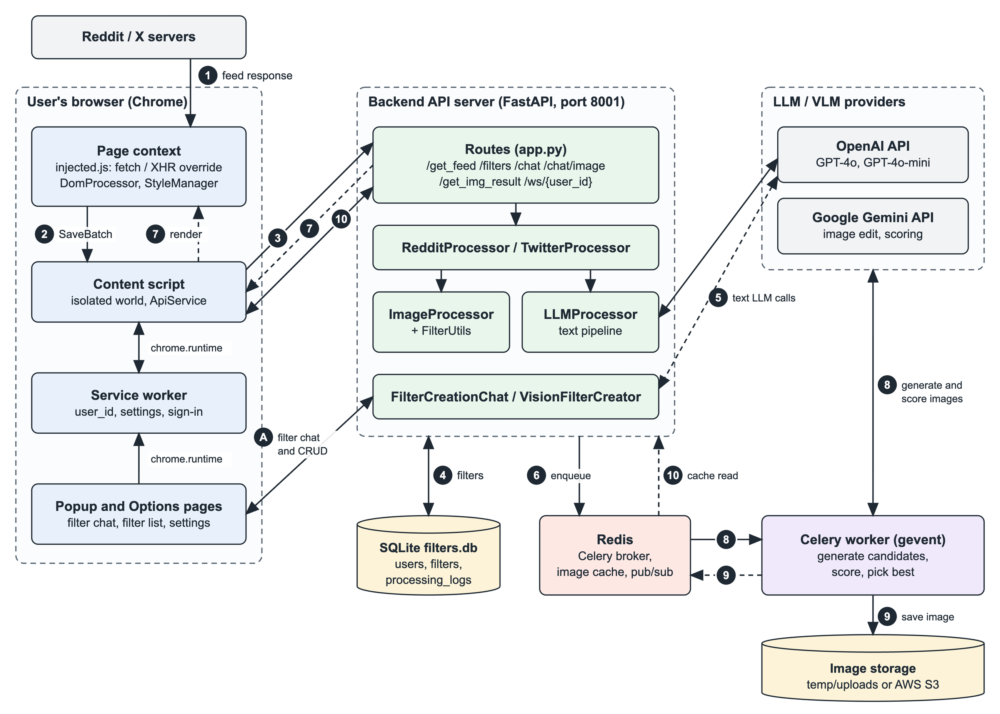 Reddit / X servers
1 feed response
User's browser (Chrome)
Page context
injected.js: fetch / XHR override
DomProcessor, StyleManager
2 SaveBatch
7 render
Content script
isolated world, ApiService
chrome.runtime
Service worker
user_id, settings, sign-in
chrome.runtime
Popup and Options pages
filter chat, filter list, settings
3
7
10
A filter chat
and CRUD
Backend API server (FastAPI, port 8001)
Routes (app.py)
/get_feed /filters /chat /chat/image
/get_img_result /ws/{user_id}
RedditProcessor / TwitterProcessor
ImageProcessor
+ FilterUtils
LLMProcessor
text pipeline
FilterCreationChat / VisionFilterCreator
4 filters
6 enqueue
10 cache read
SQLite filters.db
users, filters,
processing_logs
Redis
Celery broker,
image cache, pub/sub
8
9
LLM / VLM providers
OpenAI API
GPT-4o, GPT-4o-mini
Google Gemini API
image edit, scoring
5 text LLM calls
8 generate and
score images
Celery worker (gevent)
generate candidates,
score, pick best
9 save image
Image storage
temp/uploads or AWS S3